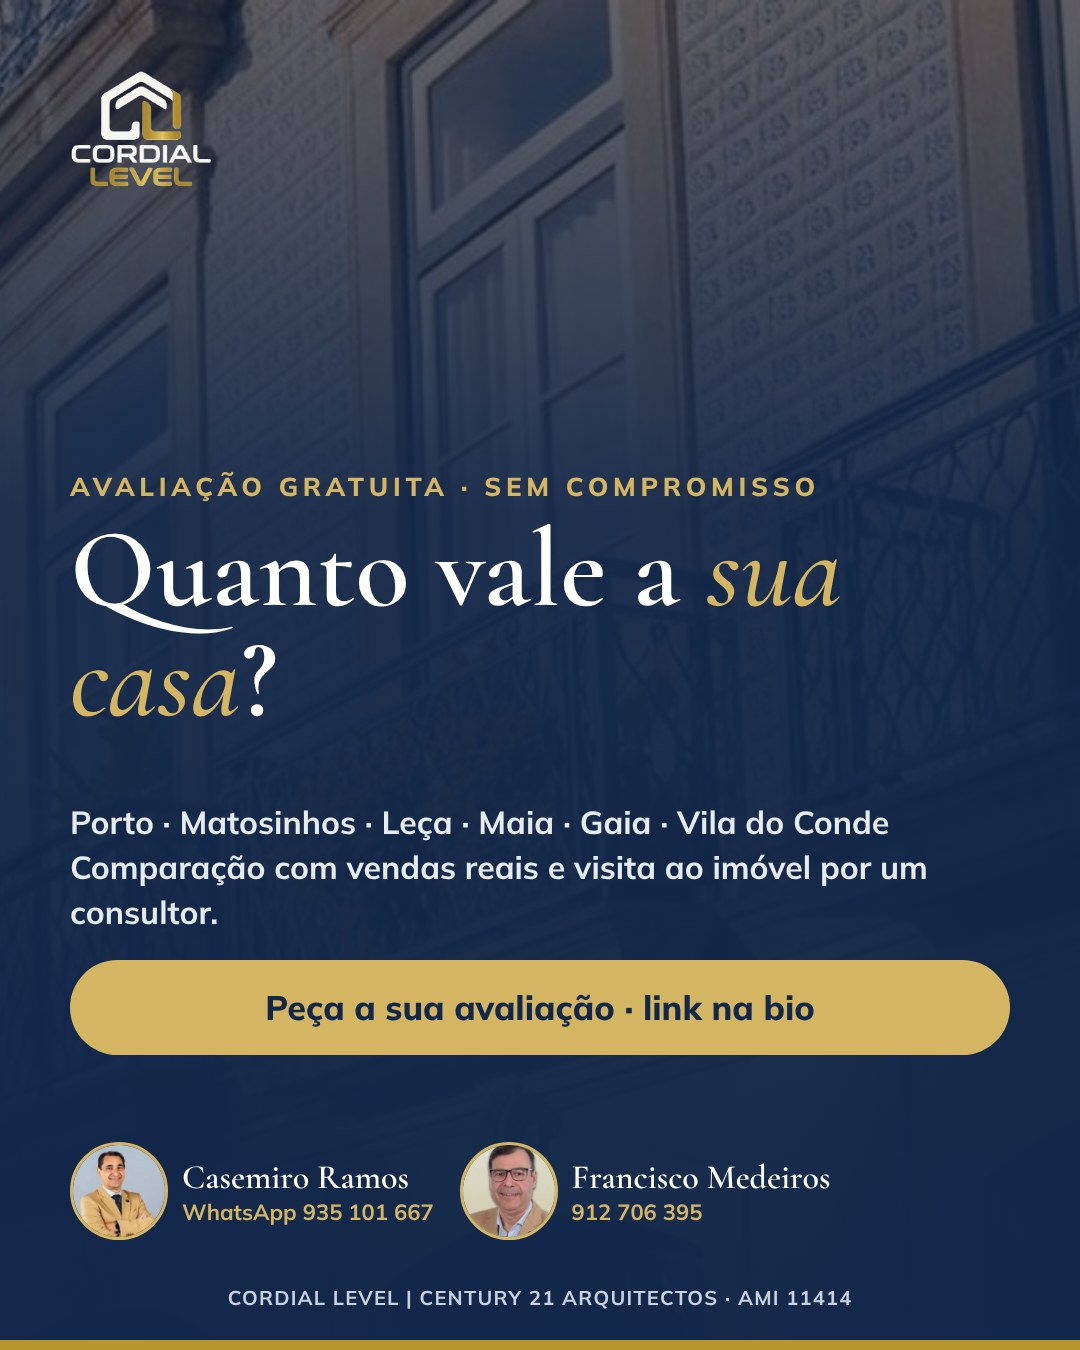 CORDIAL
LEVEL
AVALIAÇÃO GRATUITA · SEM COMPROMISSO
Quanto vale a sua
casa?
Porto · Matosinhos · Leça · Maia · Gaia · Vila do Conde
Comparação com vendas reais e visita ao imóvel por um
consultor.
Peça a sua avaliação · link na bio
Casemiro Ramos
WhatsApp 935 101 667
Francisco Medeiros
912 706 395
CORDIAL LEVEL | CENTURY 21 ARQUITECTOS · AMI 11414